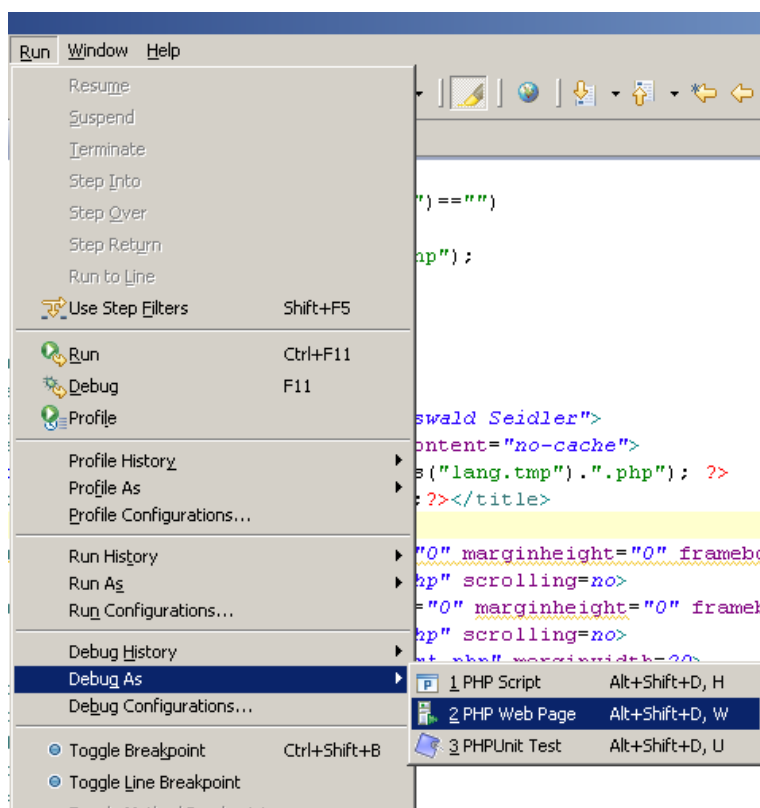 Run Window Help
Resume
Suspend
Terminate
Step Into
Step Over
Step Return
Run to Line
Use Step Filters Shift+F5
Run Ctrl+F11
Debug F11
Profile
Profile History
Profile As
Profile Configurations...
Run History
Run As
Run Configurations...
Debug History
Debug As
Debug Configurations...
Toggle Breakpoint Ctrl+Shift+B
Toggle Line Breakpoint
")=="")
hp");
swald Seidler">
ontent="no-cache">
s("lang.tmp").".php"); ?>
;?></title>
"0" marginheight="0" framebo
hp" scrolling=no>
="0" marginheight="0" frameb
hp" scrolling=no>
1 PHP Script Alt+Shift+D, H
2 PHP Web Page Alt+Shift+D, W
3 PHPUnit Test Alt+Shift+D, U